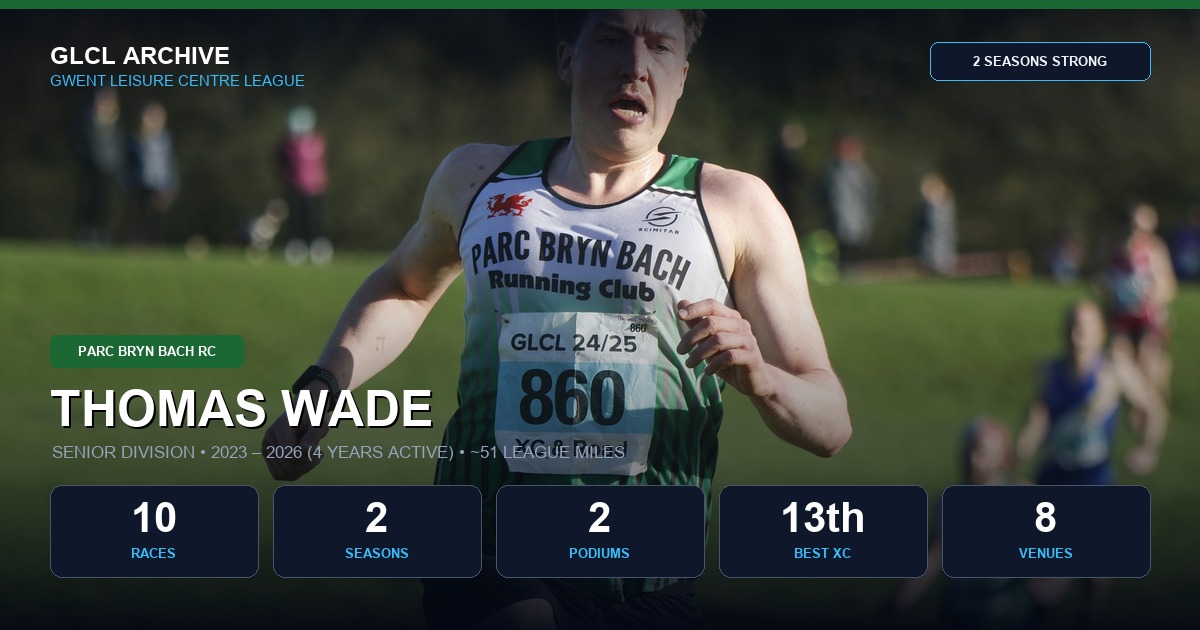 GLCL ARCHIVE
GWENT LEISURE CENTRE LEAGUE
2 SEASONS STRONG
SCIMITAR
PARC BRYN BACH
Running Club
860
GLCL 24/25
860
XC & Road
PARC BRYN BACH RC
THOMAS WADE
SENIOR DIVISION • 2023 – 2026 (4 YEARS ACTIVE) • ~51 LEAGUE MILES
10
RACES
2
SEASONS
2
PODIUMS
13th
BEST XC
8
VENUES